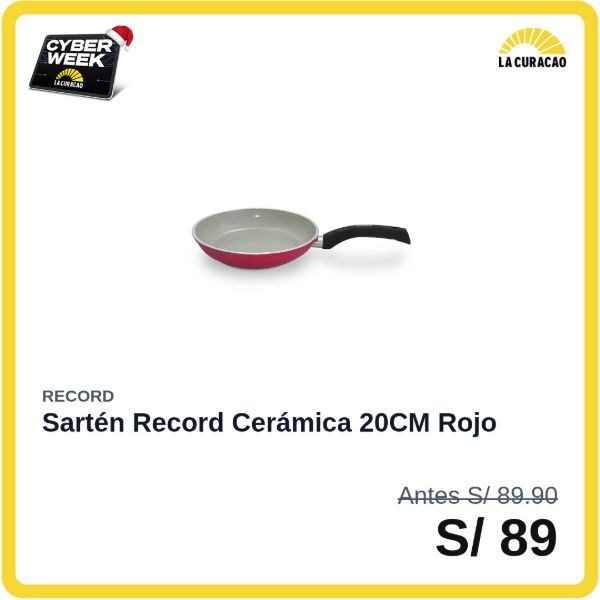 CYBER
WEEK
LA CURACAO
LA CURACAO
RECORD
Sartén Record Cerámica 20CM Rojo
Antes S/ 89.90
S/ 89